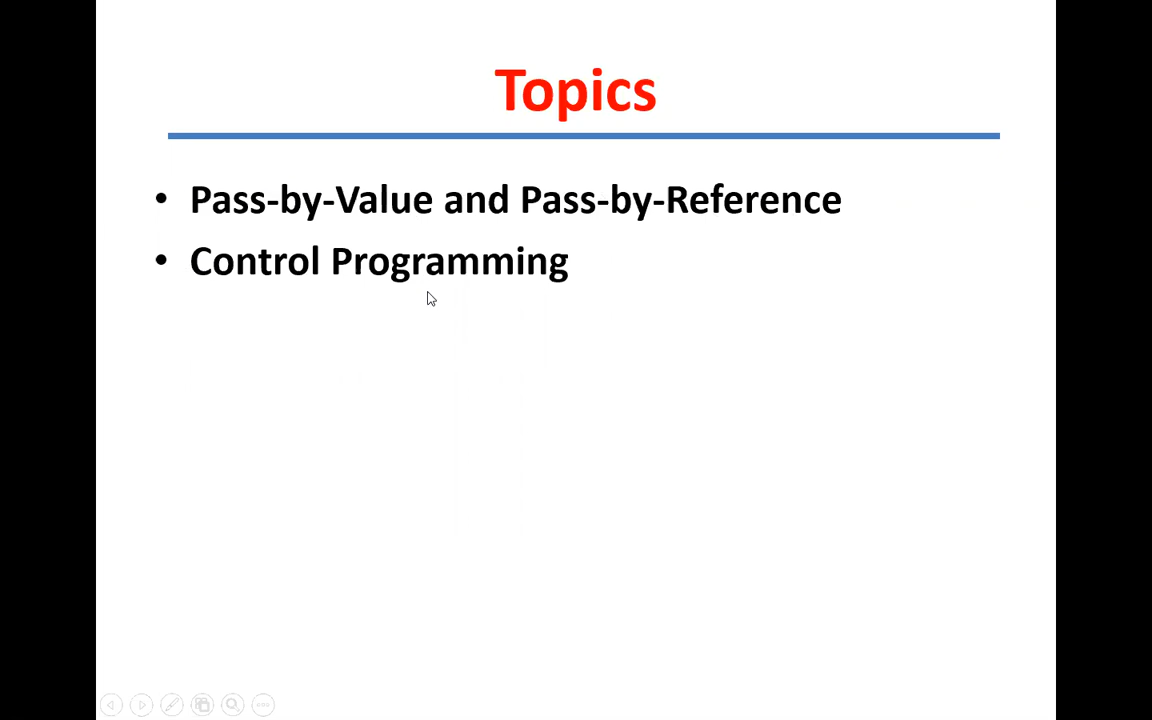 Topics
• Pass-by-Value and Pass-by-Reference
• Control Programming